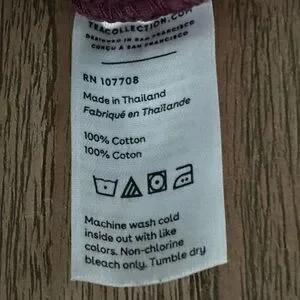 TEACOLLECTION.COM
DESIGNED IN SAN FRANCISCO
CONÇU À SAN FRANCISCO
RN 107708
Made in Thailand
Fabriqué en Thaïlande
100% Cotton
100% Coton
Machine wash cold
inside out with like
colors. Non-chlorine
bleach only. Tumble dry